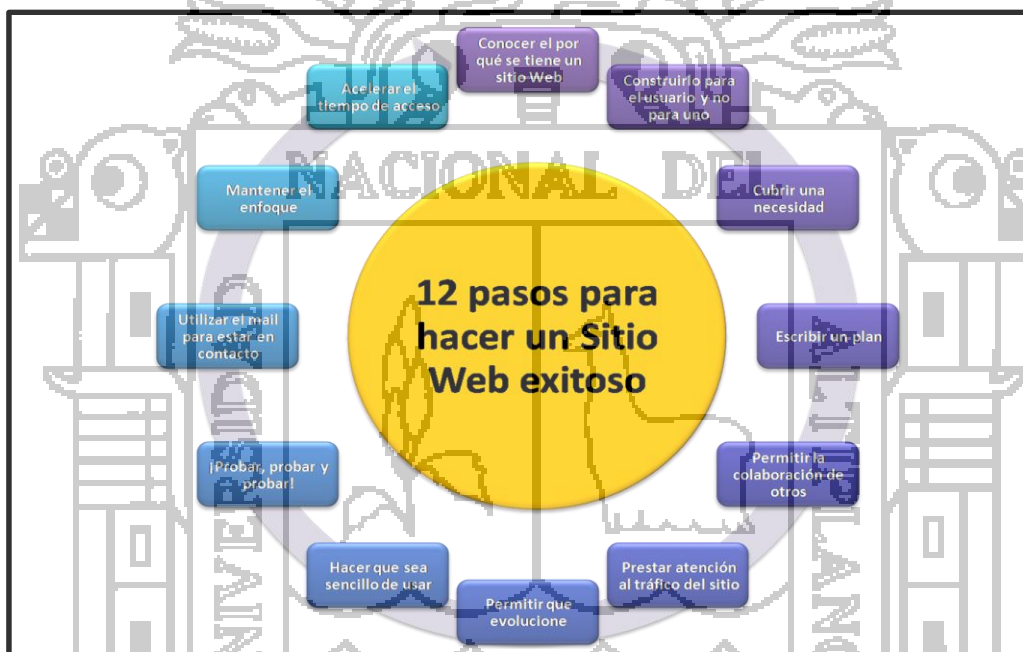 Conocer el por
qué se tiene un
sitio Web
Construirlo para
el usuario y no
para uno
Cubrir una
necesidad
Escribir un plan
Permitir la
colaboración de
otros
Prestar atención
al tráfico del sitio
Permitir que
evolucione
Hacer que sea
sencillo de usar
¡Probar, probar y
probar!
Utilizar el mail
para estar en
contacto
Mantener el
enfoque
Acelerar el
tiempo de acceso
12 pasos para
hacer un Sitio
Web exitoso
NACIONAL DEL
UNIVERSIDAD
ALTIPLANO